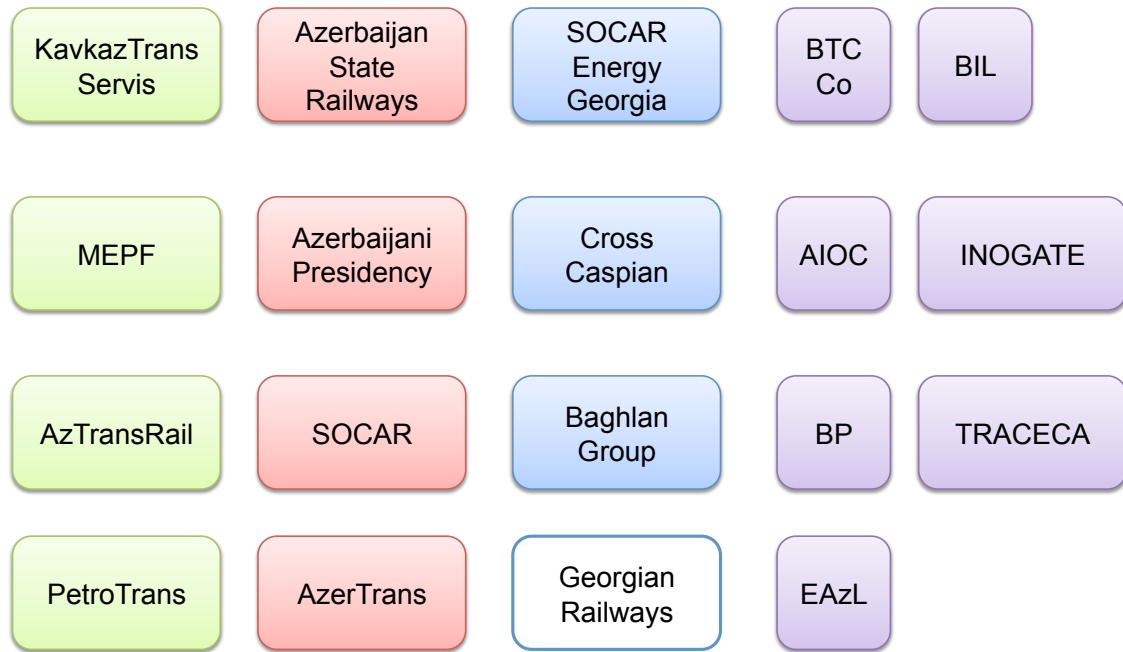 KavkazTrans
Servis
Azerbaijan
State
Railways
SOCAR
Energy
Georgia
BTC
Co
BIL
MEPF
Azerbaijani
Presidency
Cross
Caspian
AIOC
INOGATE
AzTransRail
SOCAR
Baghlan
Group
BP
TRACECA
PetroTrans
AzerTrans
Georgian
Railways
EAzL